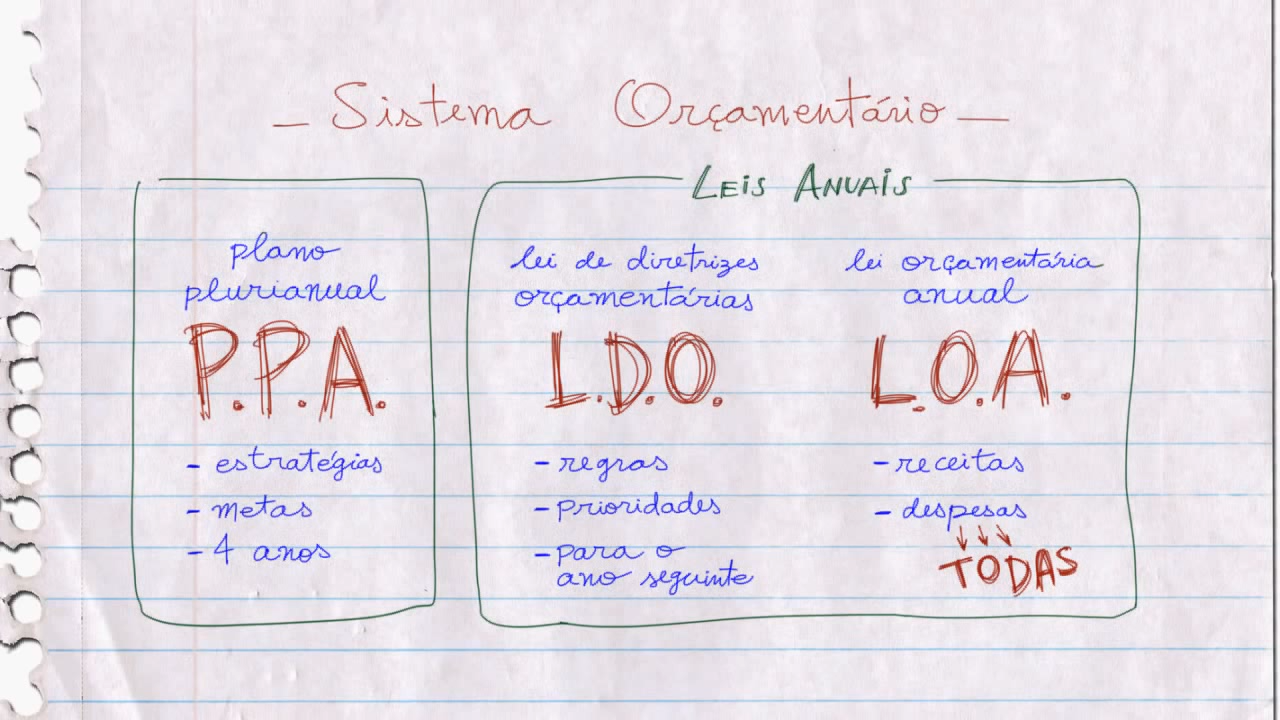 — Sistema Orçamentário —
plano
plurianual
P.P.A.
- estratégias
- metas
- 4 anos
LEIS ANUAIS
lei de diretrizes
orçamentárias
L.D.O.
- regras
- prioridades
- para o
ano seguinte
lei orçamentária
anual
L.O.A.
- receitas
- despesas
TODAS